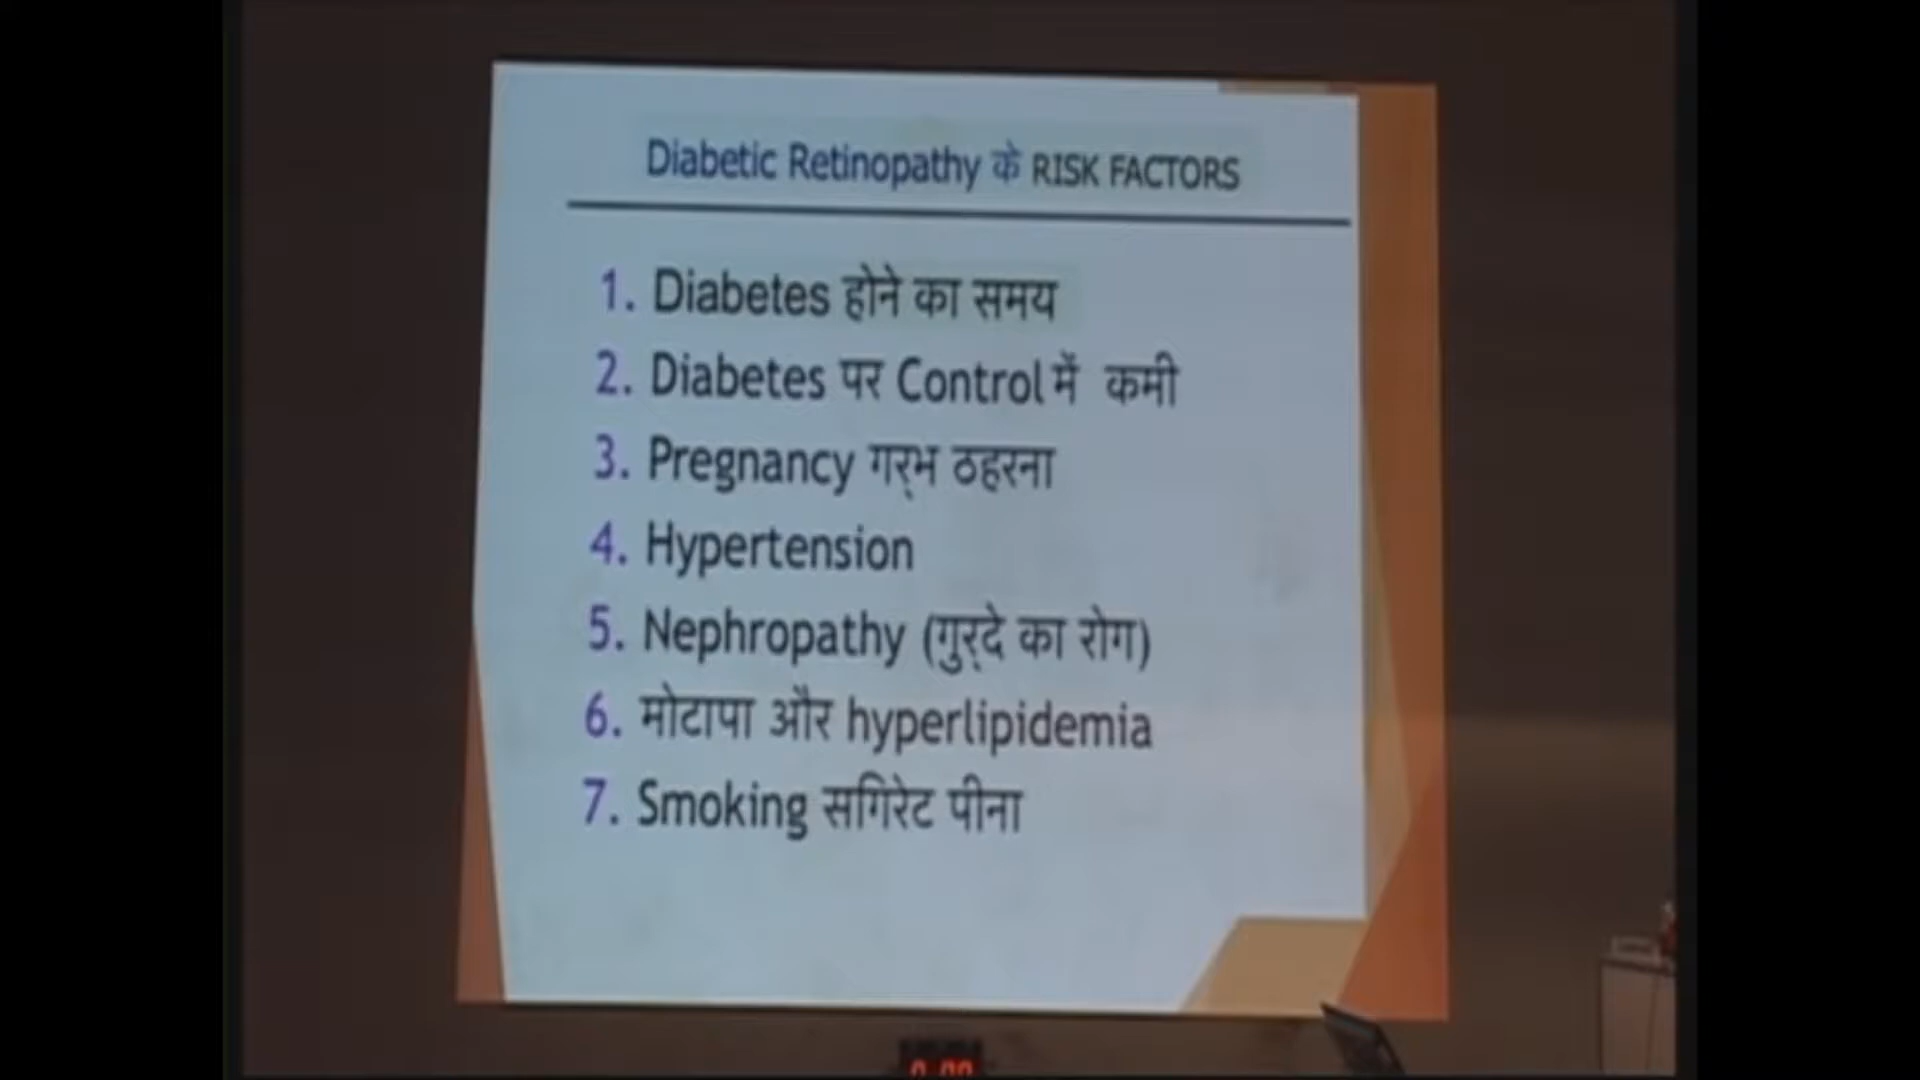 Diabetic Retinopathy के RISK FACTORS
1. Diabetes होने का समय
2. Diabetes पर Control में कमी
3. Pregnancy गर्‌भ ठहरना
4. Hypertension
5. Nephropathy (गुर्‌दे का रोग)
6. मोटापा और hyperlipidemia
7. Smoking सगिरेट पीना